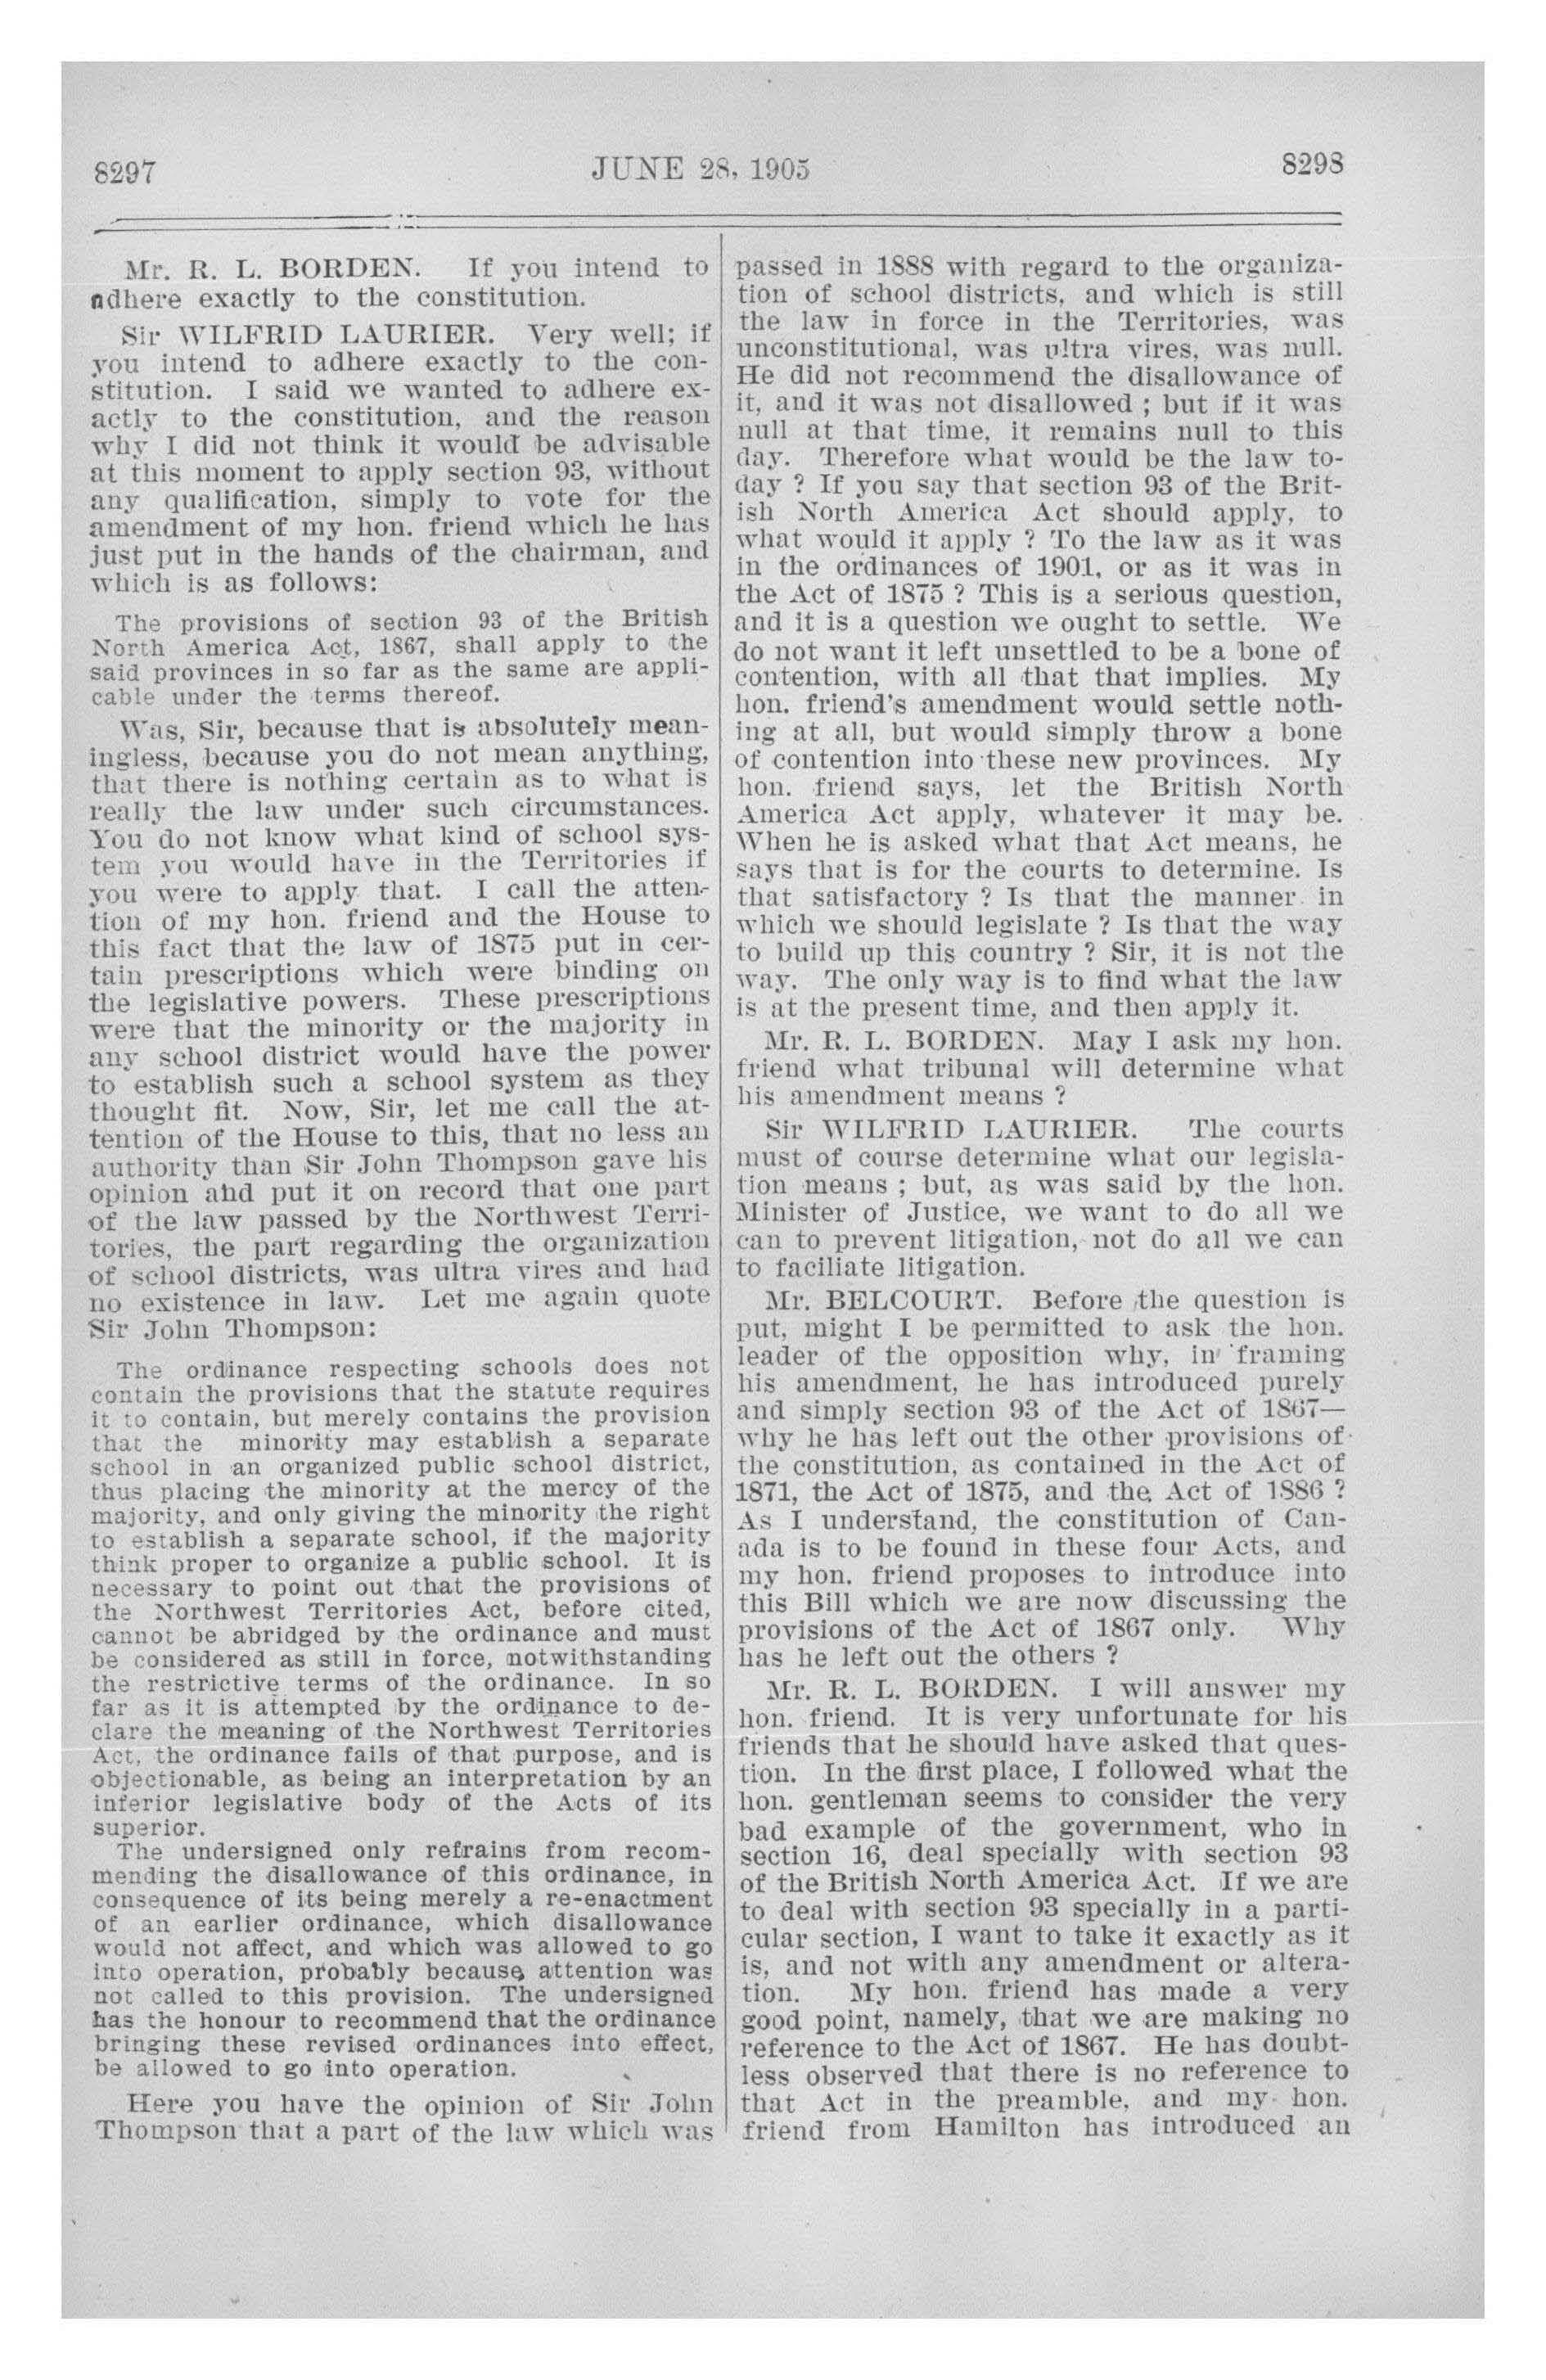 8297
JUNE 28, 1905
8298
Mr. R. L. BORDEN. If you intend to
adhere exactly to the constitution.
Sir WILFRID LAURIER. Very well; if
you intend to adhere exactly to the con-
stitution. I said we wanted to adhere ex-
actly to the constitution, and the reason
why I did not think it would be advisable
at this moment to apply section 93, without
any qualification, simply to vote for the
amendment of my hon. friend which he has
just put in the hands of the chairman, and
which is as follows:
The provisions of section 93 of the British
North America Act, 1867, shall apply to the
said provinces in so far as the same are appli-
cable under the terms thereof.
Was, Sir, because that is absolutely mean-
ingless, because you do not mean anything,
that there is nothing certain as to what is
really the law under such circumstances.
You do not know what kind of school sys-
tem you would have in the Territories if
you were to apply that. I call the atten-
tion of my hon. friend and the House to
this fact that the law of 1875 put in cer-
tain prescriptions which were binding on
the legislative powers. These prescriptions
were that the minority or the majority in
any school district would have the power
to establish such a school system as they
thought fit. Now, Sir, let me call the at-
tention of the House to this, that no less an
authority than Sir John Thompson gave his
opinion and put it on record that one part
of the law passed by the Northwest Terri-
tories, the part regarding the organization
of school districts, was ultra vires and had
no existence in law. Let me again quote
Sir John Thompson:
The ordinance respecting schools does not
contain the provisions that the statute requires
it to contain, but merely contains the provision
that the minority may establish a separate
school in an organized public school district,
thus placing the minority at the mercy of the
majority, and only giving the minority the right
to establish a separate school, if the majority
think proper to organize a public school. It is
necessary to point out that the provisions of
the Northwest Territories Act, before cited,
cannot be abridged by the ordinance and must
be considered as still in force, notwithstanding
the restrictive terms of the ordinance. In so
far as it is attempted by the ordinance to de-
clare the meaning of the Northwest Territories
Act, the ordinance fails of that purpose, and is
objectionable, as being an interpretation by an
inferior legislative body of the Acts of its
superior.
The undersigned only refrains from recom-
mending the disallowance of this ordinance, in
consequence of its being merely a re-enactment
of an earlier ordinance, which disallowance
would not affect, and which was allowed to go
into operation, probably because attention was
not called to this provision. The undersigned
has the honour to recommend that the ordinance
bringing these revised ordinances into effect,
be allowed to go into operation.
Here you have the opinion of Sir John
Thompson that a part of the law which was
passed in 1888 with regard to the organiza-
tion of school districts, and which is still
the law in force in the Territories, was
unconstitutional, was ultra vires, was null.
He did not recommend the disallowance of
it, and it was not disallowed ; but if it was
null at that time, it remains null to this
day. Therefore what would be the law to-
day ? If you say that section 93 of the Brit-
ish North America Act should apply, to
what would it apply ? To the law as it was
in the ordinances of 1901, or as it was in
the Act of 1875 ? This is a serious question,
and it is a question we ought to settle. We
do not want it left unsettled to be a bone of
contention, with all that that implies. My
hon. friend's amendment would settle noth-
ing at all, but would simply throw a bone
of contention into these new provinces. My
hon. friend says, let the British North
America Act apply, whatever it may be.
When he is asked what that Act means, he
says that is for the courts to determine. Is
that satisfactory ? Is that the manner in
which we should legislate ? Is that the way
to build up this country ? Sir, it is not the
way. The only way is to find what the law
is at the present time, and then apply it.
Mr. R. L. BORDEN. May I ask my hon.
friend what tribunal will determine what
his amendment means ?
Sir WILFRID LAURIER. The courts
must of course determine what our legisla-
tion means ; but, as was said by the hon.
Minister of Justice, we want to do all we
can to prevent litigation, not do all we can
to faciliate litigation.
Mr. BELCOURT. Before the question is
put, might I be permitted to ask the hon.
leader of the opposition why, in framing
his amendment, he has introduced purely
and simply section 93 of the Act of 1867—
why he has left out the other provisions of
the constitution, as contained in the Act of
1871, the Act of 1875, and the Act of 1886 ?
As I understand, the constitution of Can-
ada is to be found in these four Acts, and
my hon. friend proposes to introduce into
this Bill which we are now discussing the
provisions of the Act of 1867 only. Why
has he left out the others ?
Mr. R. L. BORDEN. I will answer my
hon. friend. It is very unfortunate for his
friends that he should have asked that ques-
tion. In the first place, I followed what the
hon. gentleman seems to consider the very
bad example of the government, who in
section 16, deal specially with section 93
of the British North America Act. If we are
to deal with section 93 specially in a parti-
cular section, I want to take it exactly as it
is, and not with any amendment or altera-
tion. My hon. friend has made a very
good point, namely, that we are making no
reference to the Act of 1867. He has doubt-
less observed that there is no reference to
that Act in the preamble, and my hon.
friend from Hamilton has introduced an